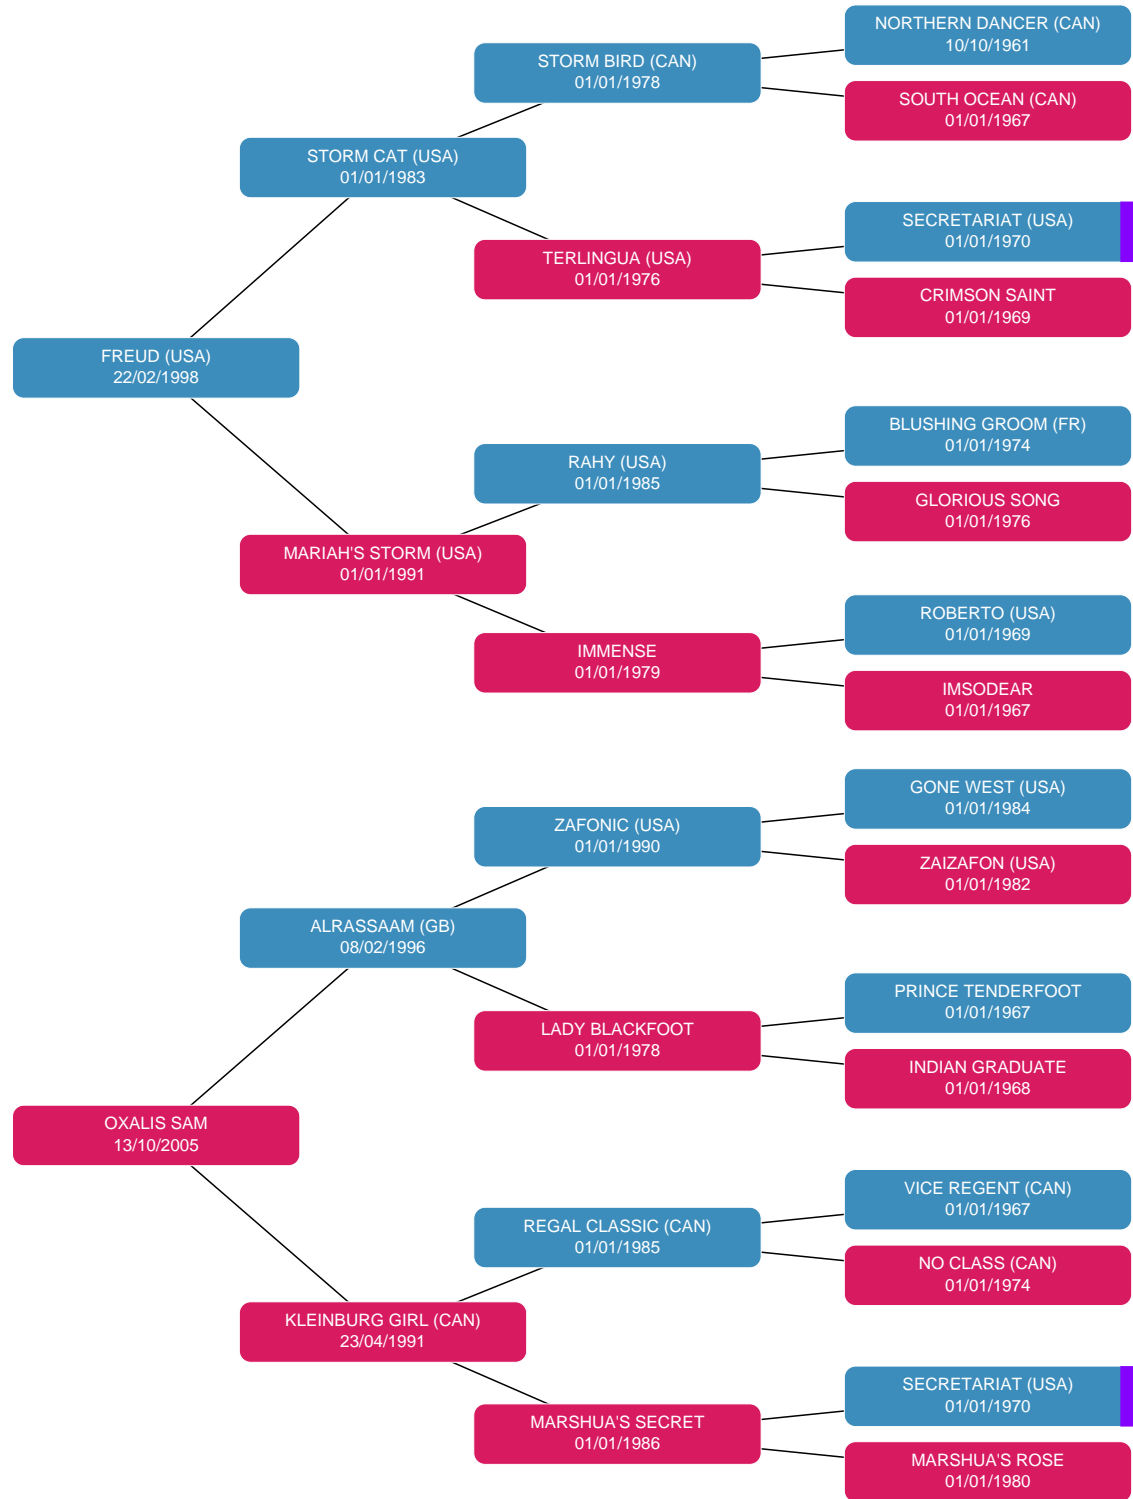 NORTHERN DANCER (CAN)
10/10/1961
STORM BIRD (CAN)
01/01/1978
SOUTH OCEAN (CAN)
01/01/1967
STORM CAT (USA)
01/01/1983
SECRETARIAT (USA)
01/01/1970
TERLINGUA (USA)
01/01/1976
CRIMSON SAINT
01/01/1969
FREUD (USA)
22/02/1998
BLUSHING GROOM (FR)
01/01/1974
RAHY (USA)
01/01/1985
GLORIOUS SONG
01/01/1976
MARIAH'S STORM (USA)
01/01/1991
ROBERTO (USA)
01/01/1969
IMMENSE
01/01/1979
IMSODEAR
01/01/1967
GONE WEST (USA)
01/01/1984
ZAFONIC (USA)
01/01/1990
ZAIZAFON (USA)
01/01/1982
ALRASSAAM (GB)
08/02/1996
PRINCE TENDERFOOT
01/01/1967
LADY BLACKFOOT
01/01/1978
INDIAN GRADUATE
01/01/1968
OXALIS SAM
13/10/2005
VICE REGENT (CAN)
01/01/1967
REGAL CLASSIC (CAN)
01/01/1985
NO CLASS (CAN)
01/01/1974
KLEINBURG GIRL (CAN)
23/04/1991
SECRETARIAT (USA)
01/01/1970
MARSHUA'S SECRET
01/01/1986
MARSHUA'S ROSE
01/01/1980